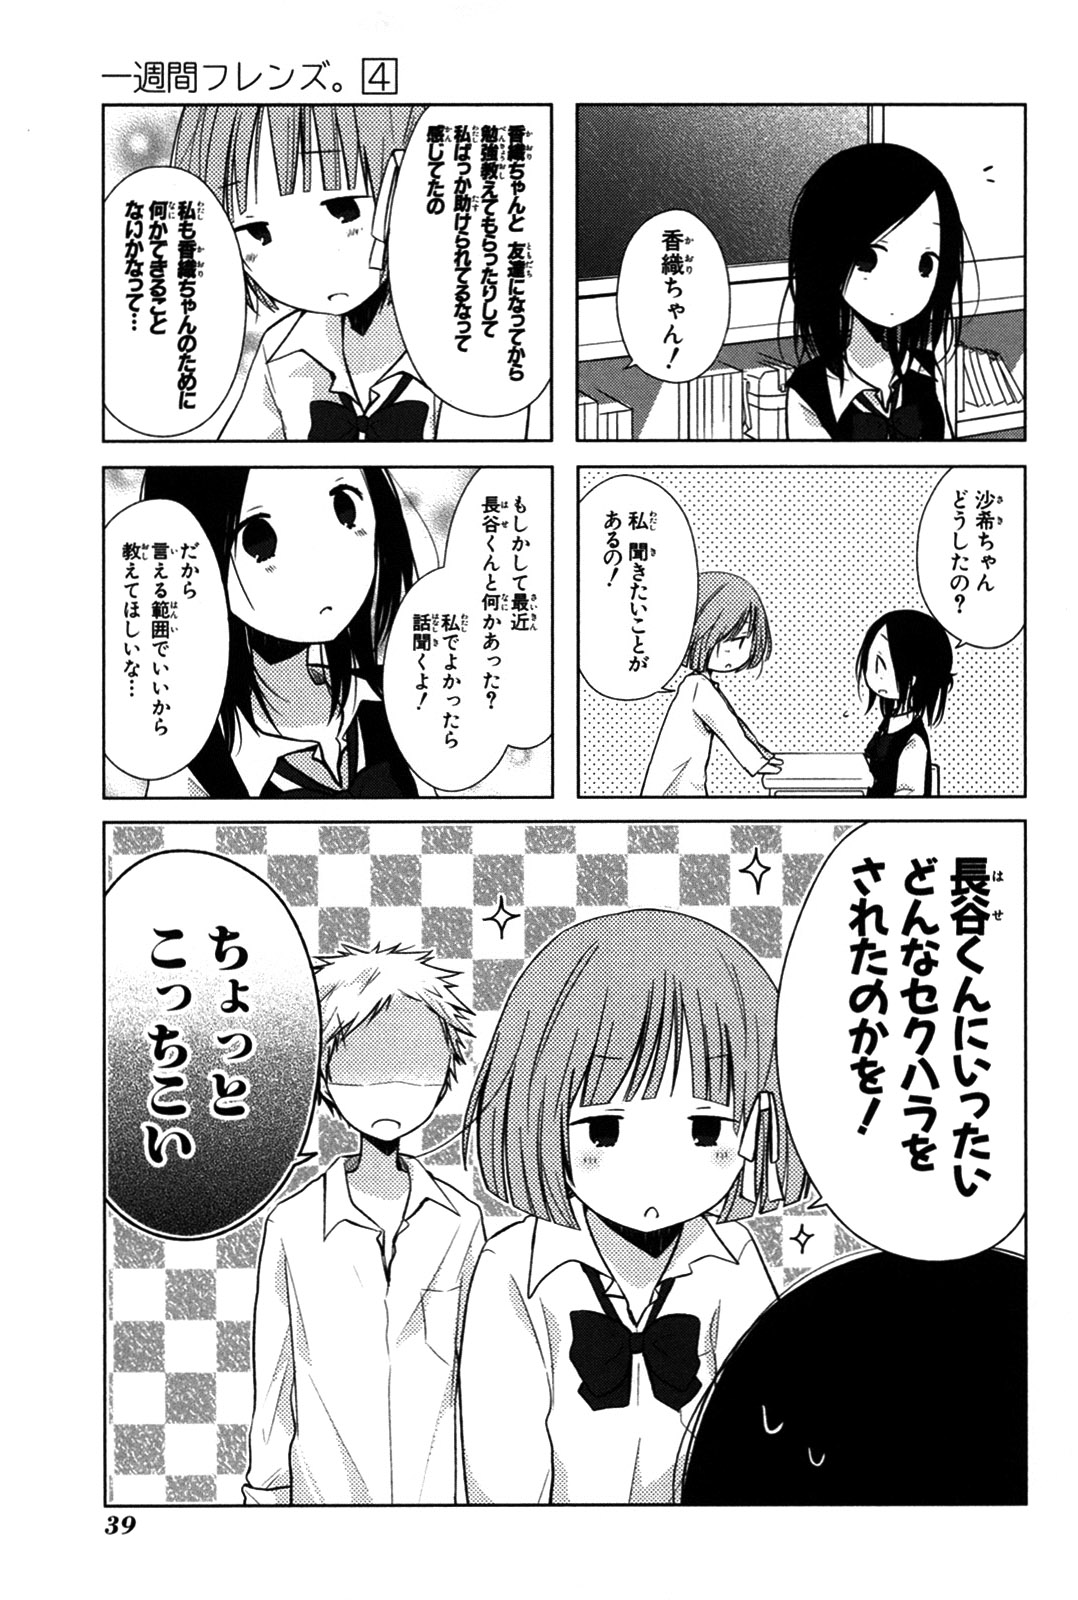 一週間フレンズ。4
香織ちゃん!
沙希ちゃん
どうしたの?
私 聞きたいことが
あるの!
香織ちゃんと 友達になってから
勉強教えてもらったりして
私ばっか助けられてるなって
感じてたの
私も香織ちゃんのために
何かできること
ないかなって…
もしかして最近
長谷くんと何かあった?
私でよかったら
話聞くよ!
だから
言える範囲でいいから
教えてほしいな…
長谷くんにいったい
どんなセクハラを
されたのかを!
ちょっと
こっちこい
39